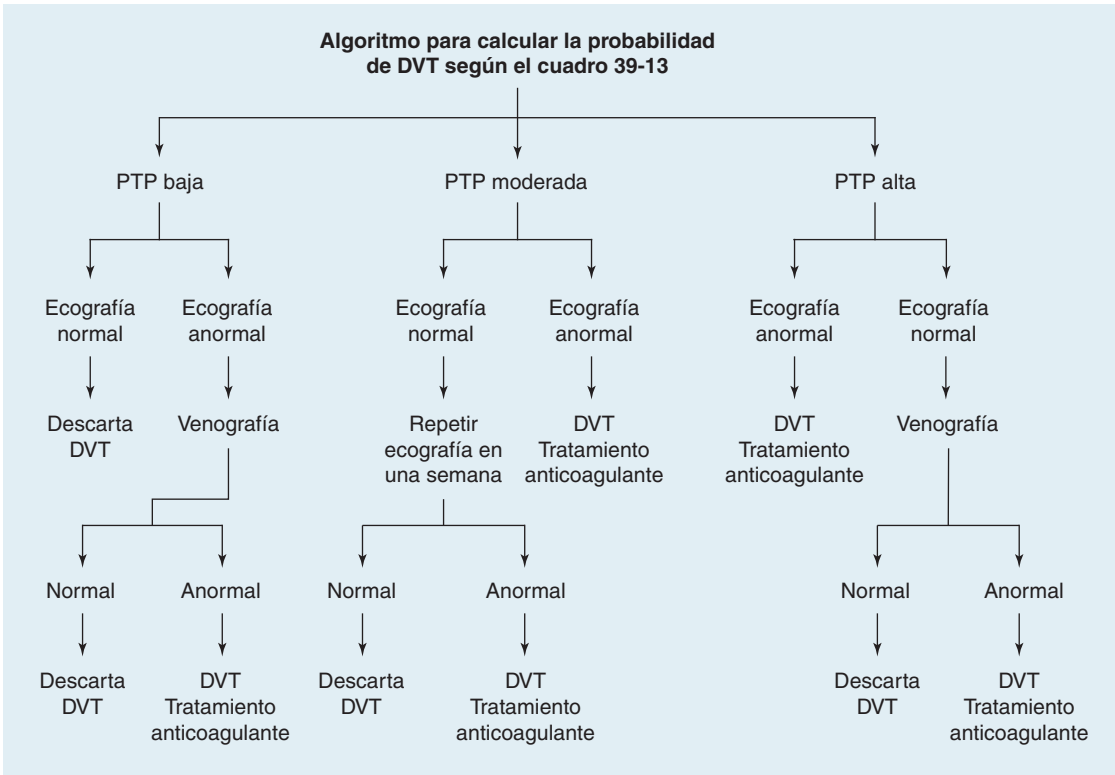 Algoritmo para calcular la probabilidad
de DVT según el cuadro 39-13
PTP baja
PTP moderada
PTP alta
Ecografía
normal
Ecografía
anormal
Ecografía
normal
Ecografía
anormal
Ecografía
anormal
Ecografía
normal
Descarta
DVT
Venografía
Repetir
ecografía en
una semana
DVT
Tratamiento
anticoagulante
DVT
Tratamiento
anticoagulante
Venografía
Normal
Anormal
Normal
Anormal
Normal
Anormal
Descarta
DVT
DVT
Tratamiento
anticoagulante
Descarta
DVT
DVT
Tratamiento
anticoagulante
Descarta
DVT
DVT
Tratamiento
anticoagulante